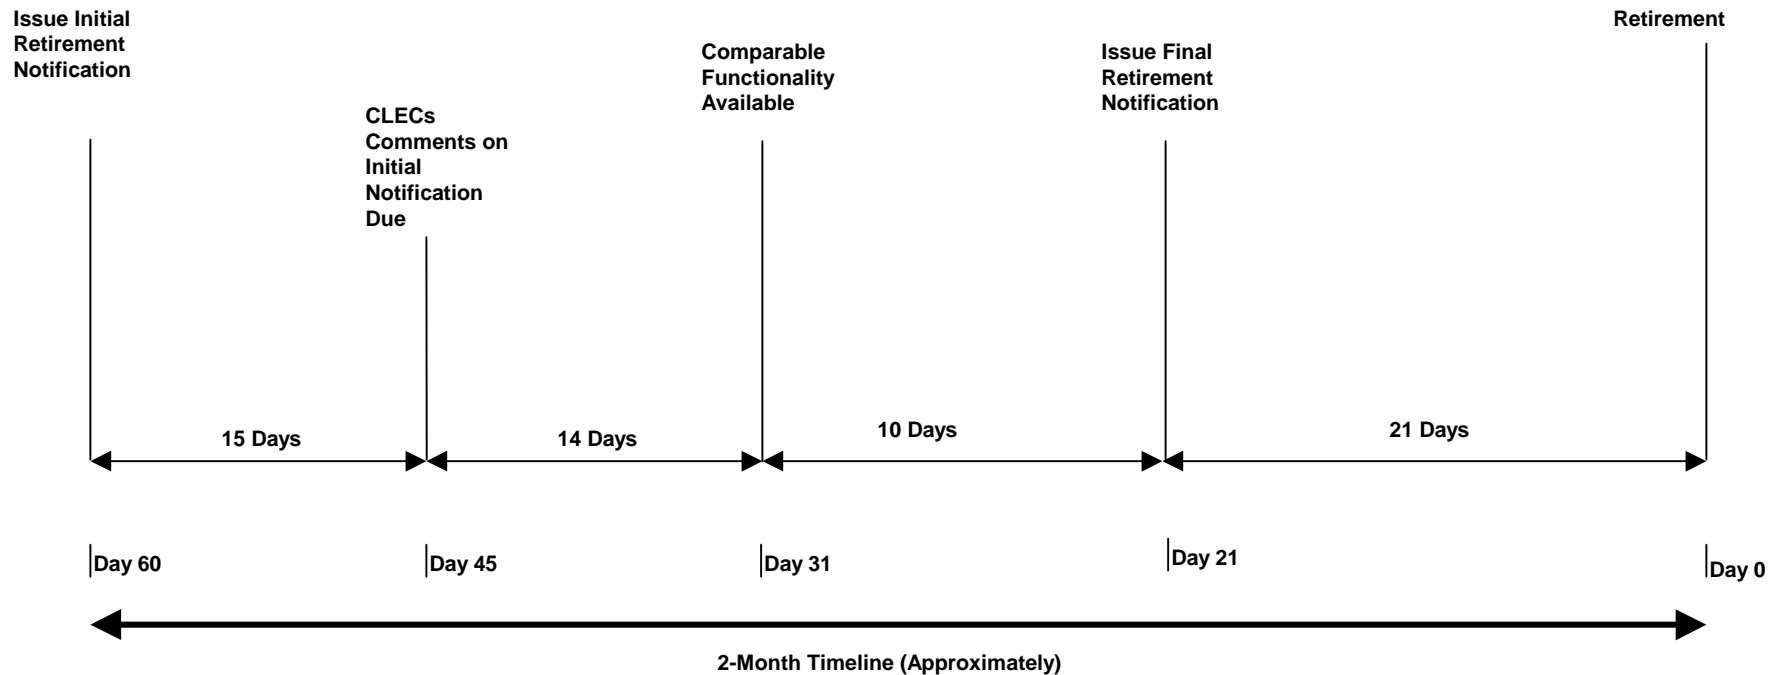 Issue Initial
Retirement
Notification
CLECs
Comments on
Initial
Notification
Due
Comparable
Functionality
Available
Issue Final
Retirement
Notification
Retirement
15 Days
14 Days
10 Days
21 Days
Day 60
Day 45
Day 31
Day 21
Day 0
2-Month Timeline (Approximately)